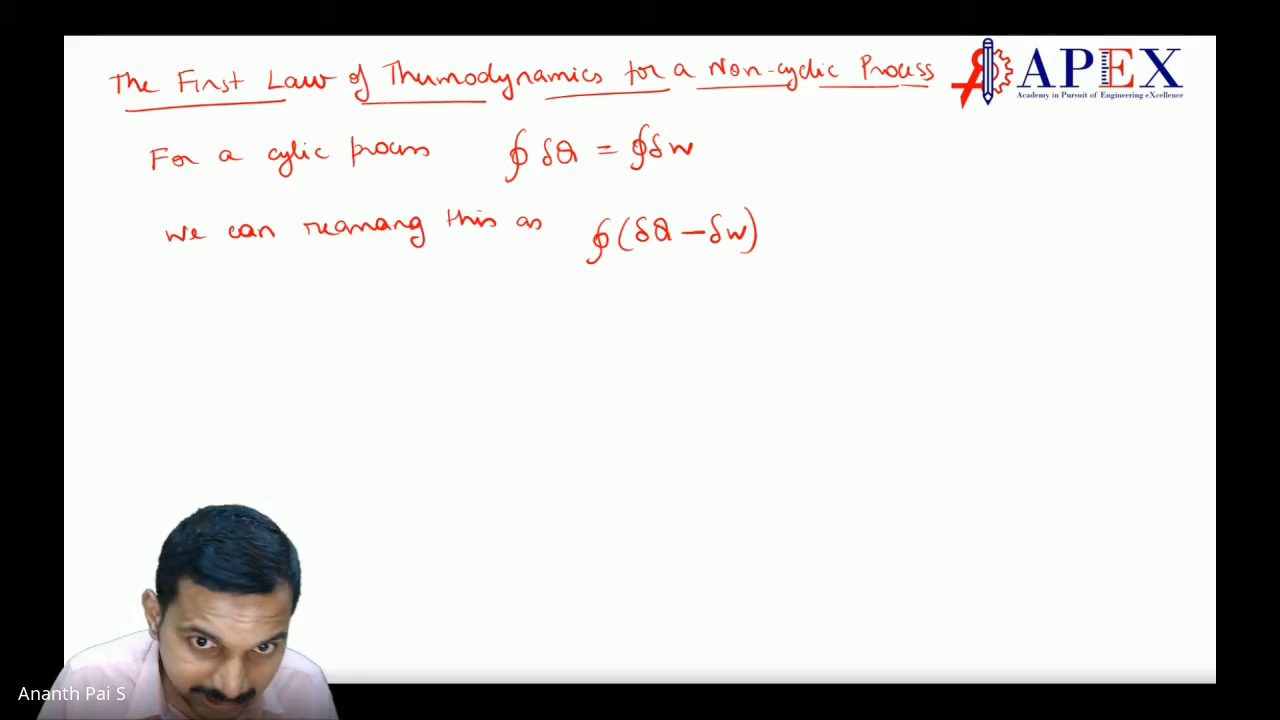 The First Law of Thermodynamics for a Non-cyclic Process
APEX
Academy in Pursuit of Engineering eXcellence
For a cylic process ∮ δQ = ∮δW
We can rearrang this as ∮(δQ − δW)
Ananth Pai S